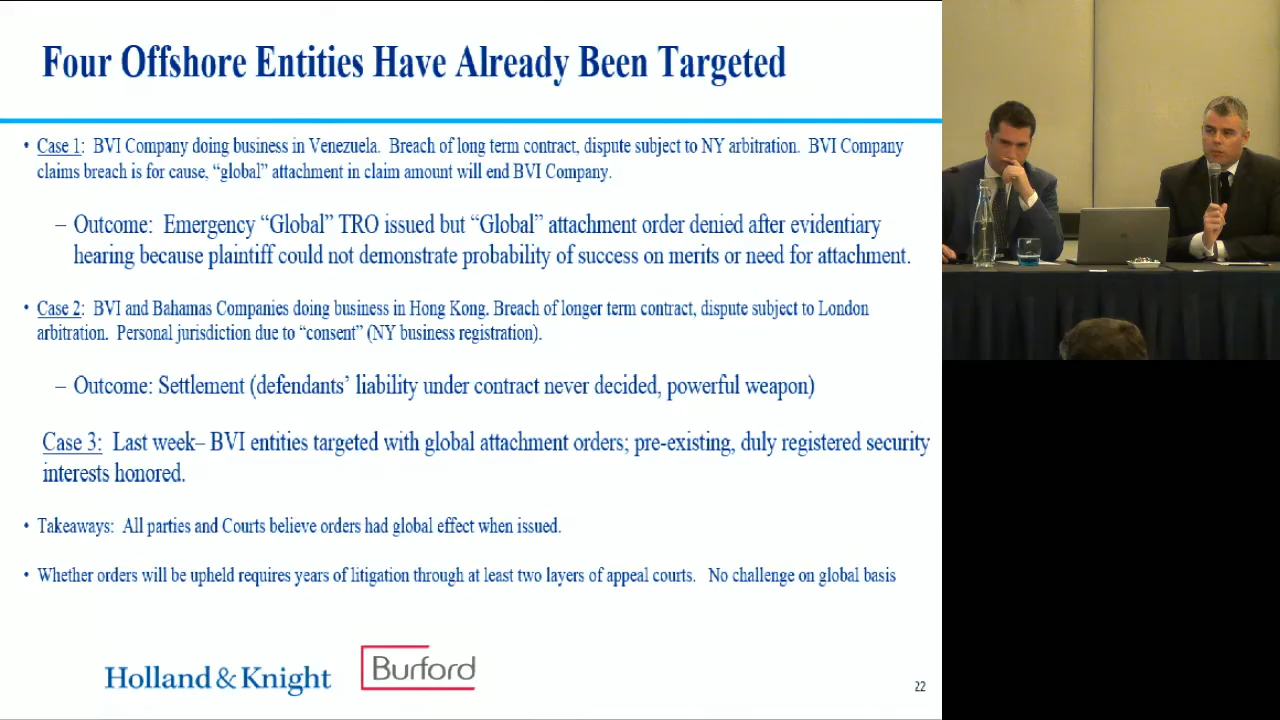 Four Offshore Entities Have Already Been Targeted
• Case 1: BVI Company doing business in Venezuela. Breach of long term contract, dispute subject to NY arbitration. BVI Company
claims breach is for cause, “global” attachment in claim amount will end BVI Company.
– Outcome: Emergency “Global” TRO issued but “Global” attachment order denied after evidentiary
hearing because plaintiff could not demonstrate probability of success on merits or need for attachment.
• Case 2: BVI and Bahamas Companies doing business in Hong Kong. Breach of longer term contract, dispute subject to London
arbitration. Personal jurisdiction due to “consent” (NY business registration).
– Outcome: Settlement (defendants’ liability under contract never decided, powerful weapon)
Case 3: Last week– BVI entities targeted with global attachment orders; pre-existing, duly registered security
interests honored.
• Takeaways: All parties and Courts believe orders had global effect when issued.
• Whether orders will be upheld requires years of litigation through at least two layers of appeal courts. No challenge on global basis
Holland & Knight
Burford
22